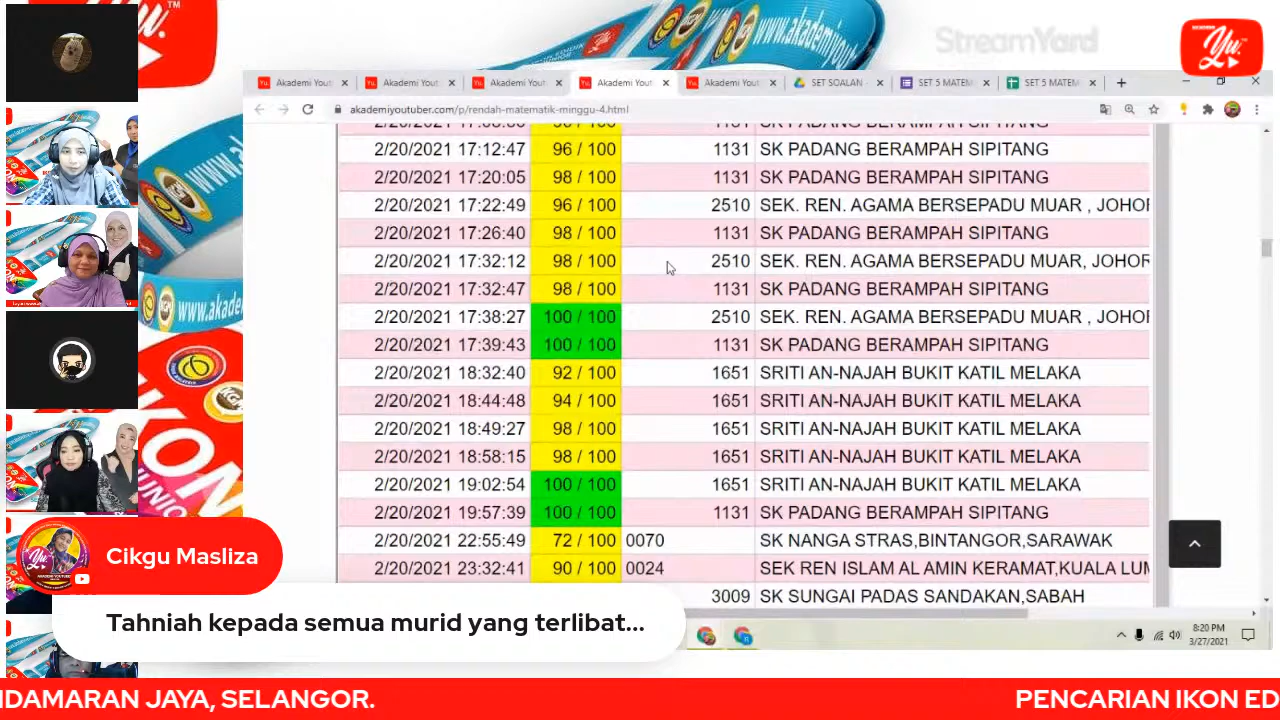 StreamYard
Akademi Yout
Akademi Yout
Akademi Yout
Akademi Yout
Akademi Yout
SET SOALAN
SET 5 MATEM
SET 5 MATEM
akademiyoutuber.com/p/rendah-matematik-minggu-4.html
2/20/2021 17:12:47 96 / 100 1131 SK PADANG BERAMPAH SIPITANG
2/20/2021 17:20:05 98 / 100 1131 SK PADANG BERAMPAH SIPITANG
2/20/2021 17:22:49 96 / 100 2510 SEK. REN. AGAMA BERSEPADU MUAR , JOHOR
2/20/2021 17:26:40 98 / 100 1131 SK PADANG BERAMPAH SIPITANG
2/20/2021 17:32:12 98 / 100 2510 SEK. REN. AGAMA BERSEPADU MUAR, JOHOR
2/20/2021 17:32:47 98 / 100 1131 SK PADANG BERAMPAH SIPITANG
2/20/2021 17:38:27 100 / 100 2510 SEK. REN. AGAMA BERSEPADU MUAR , JOHOR
2/20/2021 17:39:43 100 / 100 1131 SK PADANG BERAMPAH SIPITANG
2/20/2021 18:32:40 92 / 100 1651 SRITI AN-NAJAH BUKIT KATIL MELAKA
2/20/2021 18:44:48 94 / 100 1651 SRITI AN-NAJAH BUKIT KATIL MELAKA
2/20/2021 18:49:27 98 / 100 1651 SRITI AN-NAJAH BUKIT KATIL MELAKA
2/20/2021 18:58:15 98 / 100 1651 SRITI AN-NAJAH BUKIT KATIL MELAKA
2/20/2021 19:02:54 100 / 100 1651 SRITI AN-NAJAH BUKIT KATIL MELAKA
2/20/2021 19:57:39 100 / 100 1131 SK PADANG BERAMPAH SIPITANG
2/20/2021 22:55:49 72 / 100 0070 SK NANGA STRAS,BINTANGOR,SARAWAK
2/20/2021 23:32:41 90 / 100 0024 SEK REN ISLAM AL AMIN KERAMAT,KUALA LUM
3009 SK SUNGAI PADAS SANDAKAN,SABAH
8:20 PM
3/27/2021
Cikgu Masliza
Tahniah kepada semua murid yang terlibat...
NDAMARAN JAYA, SELANGOR.
PENCARIAN IKON ED